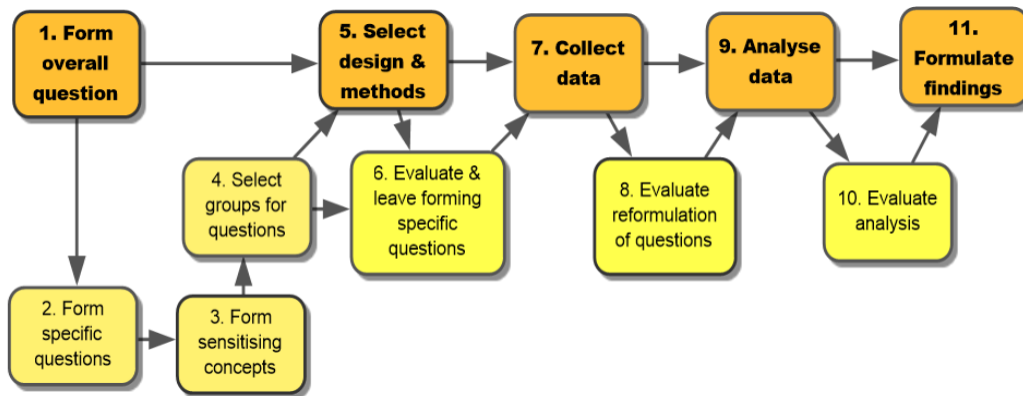 1. Form
overall
question
5. Select
design &
methods
7. Collect
data
9. Analyse
data
11.
Formulate
findings
4. Select
groups for
questions
6. Evaluate &
leave forming
specific
questions
8. Evaluate
reformulation
of questions
10. Evaluate
analysis
2. Form
specific
questions
3. Form
sensitising
concepts